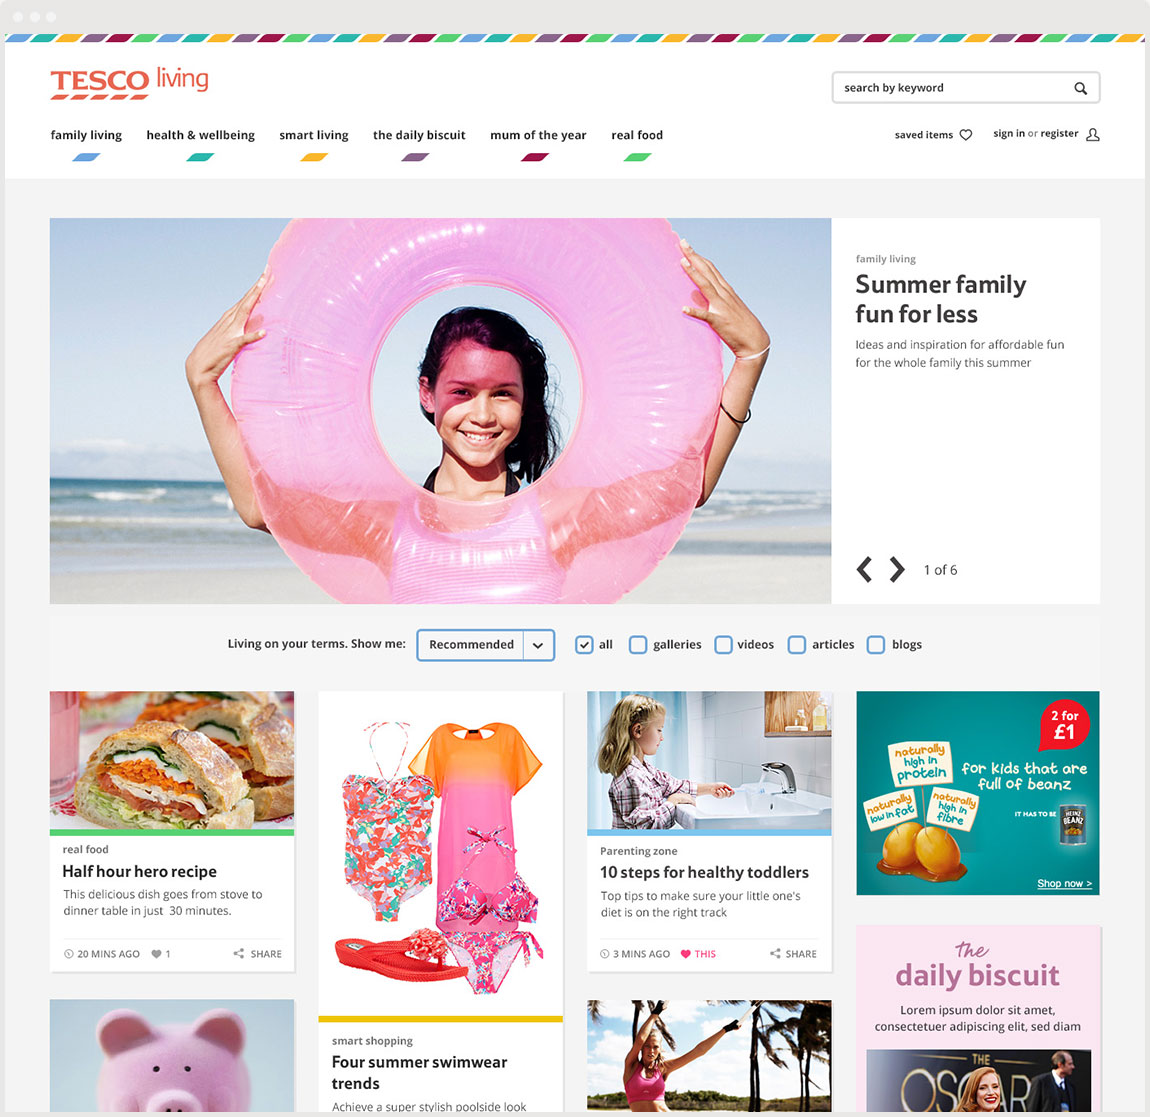 TESCO living
search by keyword
family living health & wellbeing smart living the daily biscuit mum of the year real food
saved items sign in or register
family living
Summer family
fun for less
Ideas and inspiration for affordable fun
for the whole family this summer
1 of 6
Living on your terms. Show me: Recommended all galleries videos articles blogs
real food
Half hour hero recipe
This delicious dish goes from stove to
dinner table in just 30 minutes.
20 MINS AGO 1 SHARE
smart shopping
Four summer swimwear
trends
Achieve a super stylish poolside look
Parenting zone
10 steps for healthy toddlers
Top tips to make sure your little one's
diet is on the right track
3 MINS AGO THIS SHARE
2 for
£1
naturally
high in
protein
naturally
low in fat
naturally
high in
fibre
for kids that are
full of beanz
IT HAS TO BE
HEINZ
BEANZ
Shop now >
the
daily biscuit
Lorem ipsum dolor sit amet,
consectetuer adipiscing elit, sed diam
THE
OSCAR